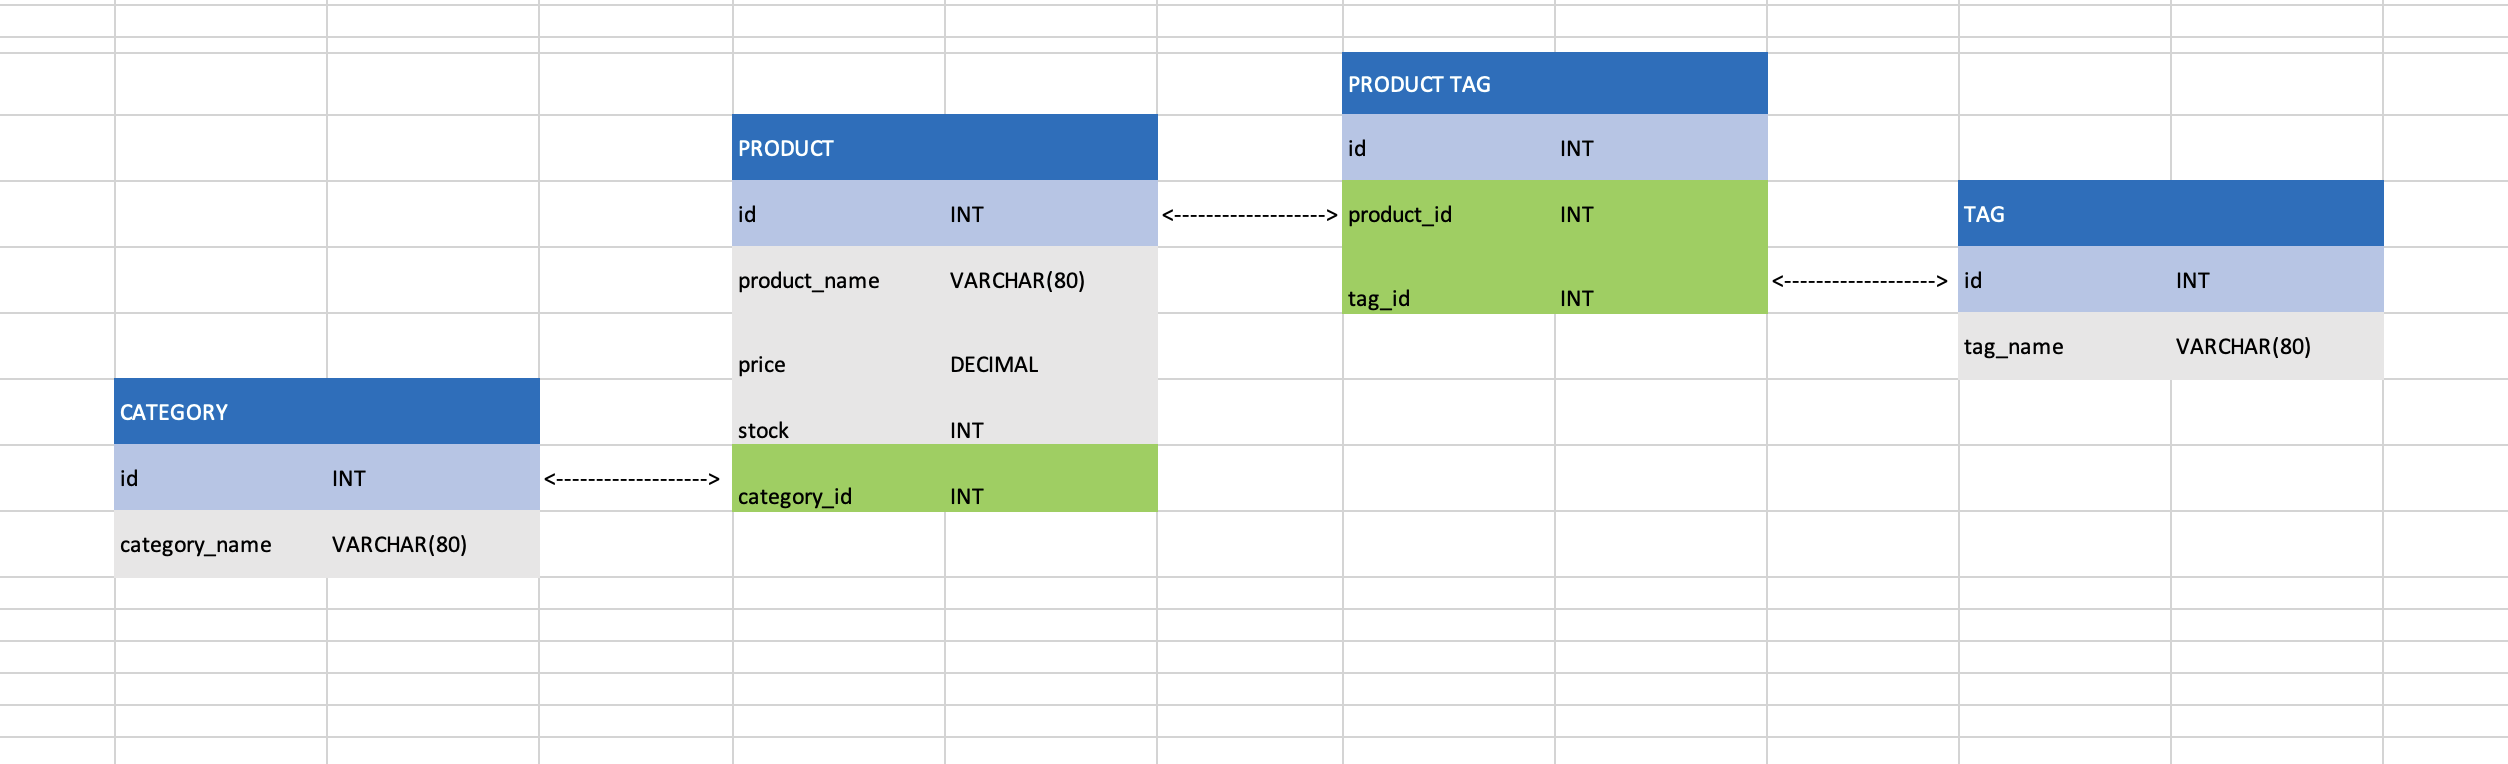 CATEGORY
id INT
category_name VARCHAR(80)
<------------------->
PRODUCT
id INT
product_name VARCHAR(80)
price DECIMAL
stock INT
category_id INT
<------------------->
PRODUCT TAG
id INT
product_id INT
tag_id INT
<------------------->
TAG
id INT
tag_name VARCHAR(80)